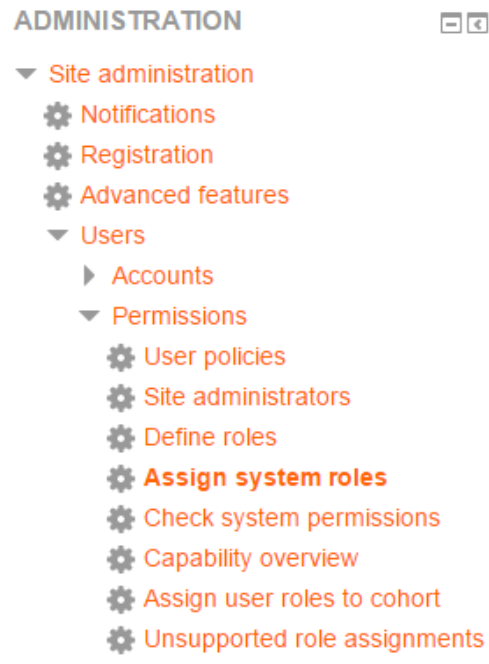 ADMINISTRATION
Site administration
Notifications
Registration
Advanced features
Users
Accounts
Permissions
User policies
Site administrators
Define roles
Assign system roles
Check system permissions
Capability overview
Assign user roles to cohort
Unsupported role assignments